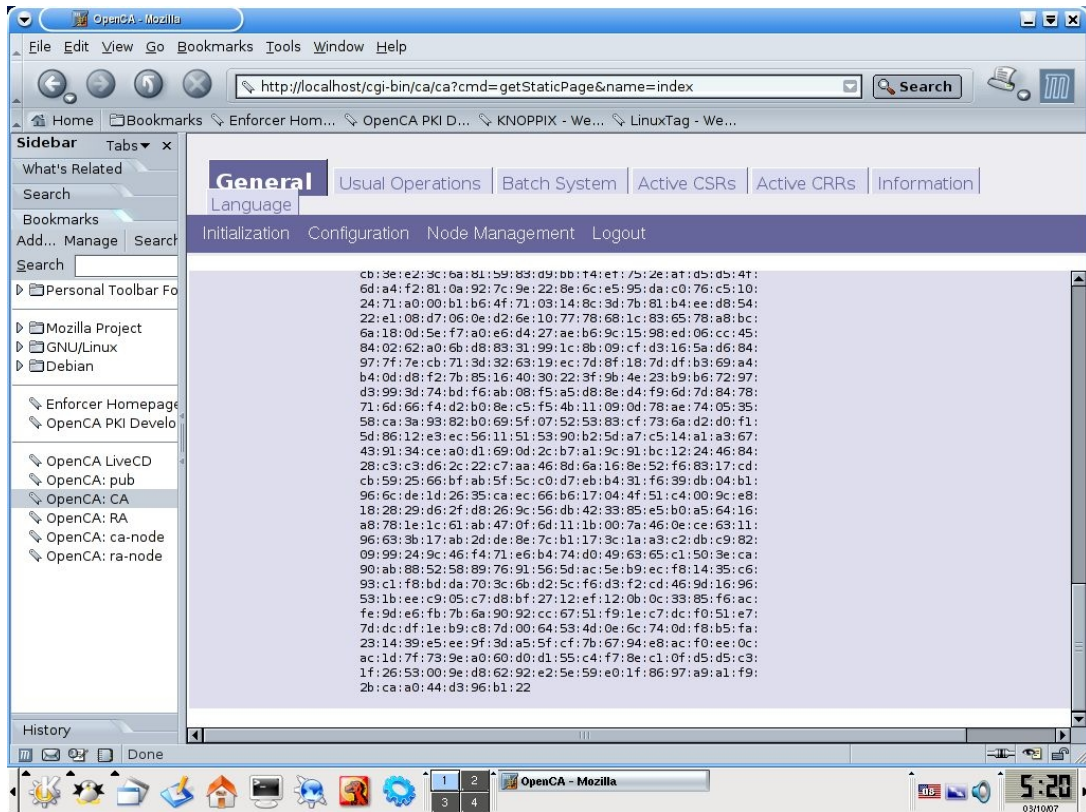 OpenCA - Mozilla
File Edit View Go Bookmarks Tools Window Help
http://localhost/cgi-bin/ca/ca?cmd=getStaticPage&name=index Search
Home Bookmarks Enforcer Hom... OpenCA PKI D... KNOPPIX - We... LinuxTag - We...
Sidebar Tabs x
What's Related
Search
Bookmarks
Add... Manage Search
Search
Personal Toolbar Fo
Mozilla Project
GNU/Linux
Debian
Enforcer Homepage
OpenCA PKI Develo
OpenCA LiveCD
OpenCA: pub
OpenCA: CA
OpenCA: RA
OpenCA: ca-node
OpenCA: ra-node
History
General Usual Operations Batch System Active CSRs Active CRRs Information
Language
Initialization Configuration Node Management Logout
cb:3e:e2:3c:6a:81:59:83:d9:bb:f4:ef:75:2e:af:d5:d5:4f:
6d:a4:f2:81:0a:92:7c:9e:22:8e:6c:e5:95:da:c0:76:c5:10:
24:71:a0:00:b1:b6:4f:71:03:14:8c:3d:7b:81:b4:ee:d8:54:
22:e1:08:d7:06:0e:d2:6e:10:77:78:68:1c:83:65:78:a8:bc:
6a:18:0d:5e:f7:a0:e6:d4:27:ae:b6:9c:15:98:ed:06:cc:45:
84:02:62:a0:6b:d8:83:31:99:1c:8b:09:cf:d3:16:5a:d6:84:
97:7f:7e:cb:71:3d:32:63:19:ec:7d:8f:18:7d:df:b3:69:a4:
b4:0d:d8:f2:7b:85:16:40:30:22:3f:9b:4e:23:b9:b6:72:97:
d3:99:3d:74:bd:f6:ab:08:f5:a5:d8:8e:d4:f9:6d:7d:84:78:
71:6d:66:f4:d2:b0:8e:c5:f5:4b:11:09:0d:78:ae:74:05:35:
58:ca:3a:93:82:b0:69:5f:07:52:53:83:cf:73:6a:d2:d0:f1:
5d:86:12:e3:ec:56:11:51:53:90:b2:5d:a7:c5:14:a1:a3:67:
43:91:34:ce:a0:d1:69:0d:2c:b7:a1:9c:91:bc:12:24:46:84:
28:c3:c3:d6:2c:22:c7:aa:46:8d:6a:16:8e:52:f6:83:17:cd:
cb:59:25:66:bf:ab:5f:5c:c0:d7:eb:b4:31:f6:39:db:04:b1:
96:6c:de:1d:26:35:ca:ec:66:b6:17:04:4f:51:c4:00:9c:e8:
18:28:29:d6:2f:d8:26:9c:56:db:42:33:85:e5:b0:a5:64:16:
a8:78:1e:1c:61:ab:47:0f:6d:11:1b:00:7a:46:0e:ce:63:11:
96:63:3b:17:ab:2d:de:8e:7c:b1:17:3c:1a:a3:c2:db:c9:82:
09:99:24:9c:46:f4:71:e6:b4:74:d0:49:63:65:c1:50:3e:ca:
90:ab:88:52:58:89:76:91:56:5d:ac:5e:b9:ec:f8:14:35:c6:
93:c1:f8:bd:da:70:3c:6b:d2:5c:f6:d3:f2:cd:46:9d:16:96:
53:1b:ee:c9:05:c7:d8:bf:27:12:ef:12:0b:0c:33:85:f6:ac:
fe:9d:e6:fb:7b:6a:90:92:cc:67:51:f9:1e:c7:dc:f0:51:e7:
7d:dc:df:1e:b9:c8:7d:00:64:53:4d:0e:6c:74:0d:f8:b5:fa:
23:14:39:e5:ee:9f:3d:a5:5f:cf:7b:67:94:e8:ac:f0:ee:0c:
ac:1d:7f:73:9e:a0:60:d0:d1:55:c4:f7:8e:c1:0f:d5:d5:c3:
1f:26:53:00:9e:d8:62:92:e2:5e:59:e0:1f:86:97:a9:a1:f9:
2b:ca:a0:44:d3:96:b1:22
Done
1 2
3 4
OpenCA - Mozilla
us
5:20
03/10/07